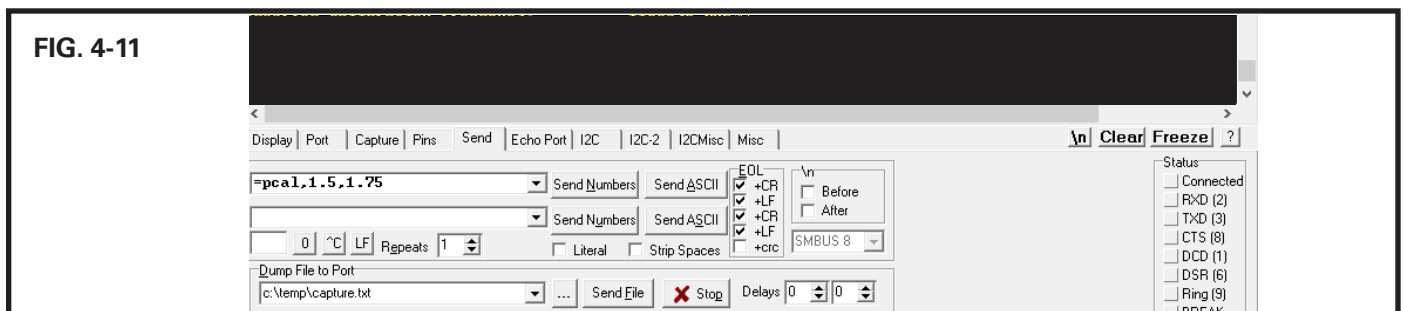 FIG. 4-11
Display Port Capture Pins Send Echo Port I2C I2C-2 I2CMisc Misc \n Clear Freeze ?
=pcal,1.5,1.75 Send Numbers Send ASCII
EOL
+CR
+LF
\n
Before
After
Send Numbers Send ASCII
+CR
+LF
0 ^C LF Repeats 1 Literal Strip Spaces +crc SMBUS 8
Dump File to Port
c:\temp\capture.txt ... Send File Stop Delays 0 0
Status
Connected
RXD (2)
TXD (3)
CTS (8)
DCD (1)
DSR (6)
Ring (9)